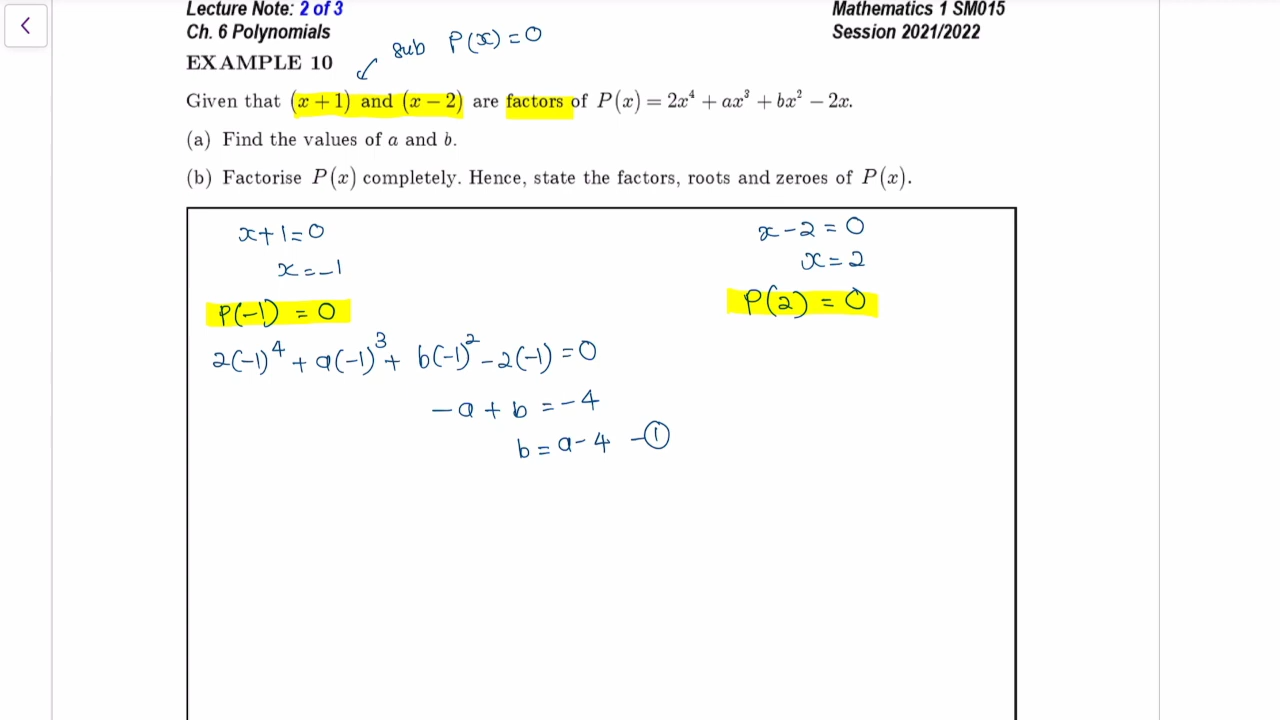 Lecture Note: 2 of 3
Mathematics 1 SM015
Ch. 6 Polynomials
Session 2021/2022
sub P(x) = 0
EXAMPLE 10
Given that (x + 1) and (x − 2) are factors of P(x) = 2x⁴ + ax³ + bx² − 2x.
(a) Find the values of a and b.
(b) Factorise P(x) completely. Hence, state the factors, roots and zeroes of P(x).
x+1=0
x=−1
P(−1) = 0
2(−1)⁴ + a(−1)³ + b(−1)² − 2(−1) = 0
−a + b = −4
b = a − 4 −①
x − 2 = 0
x = 2
P(2) = 0